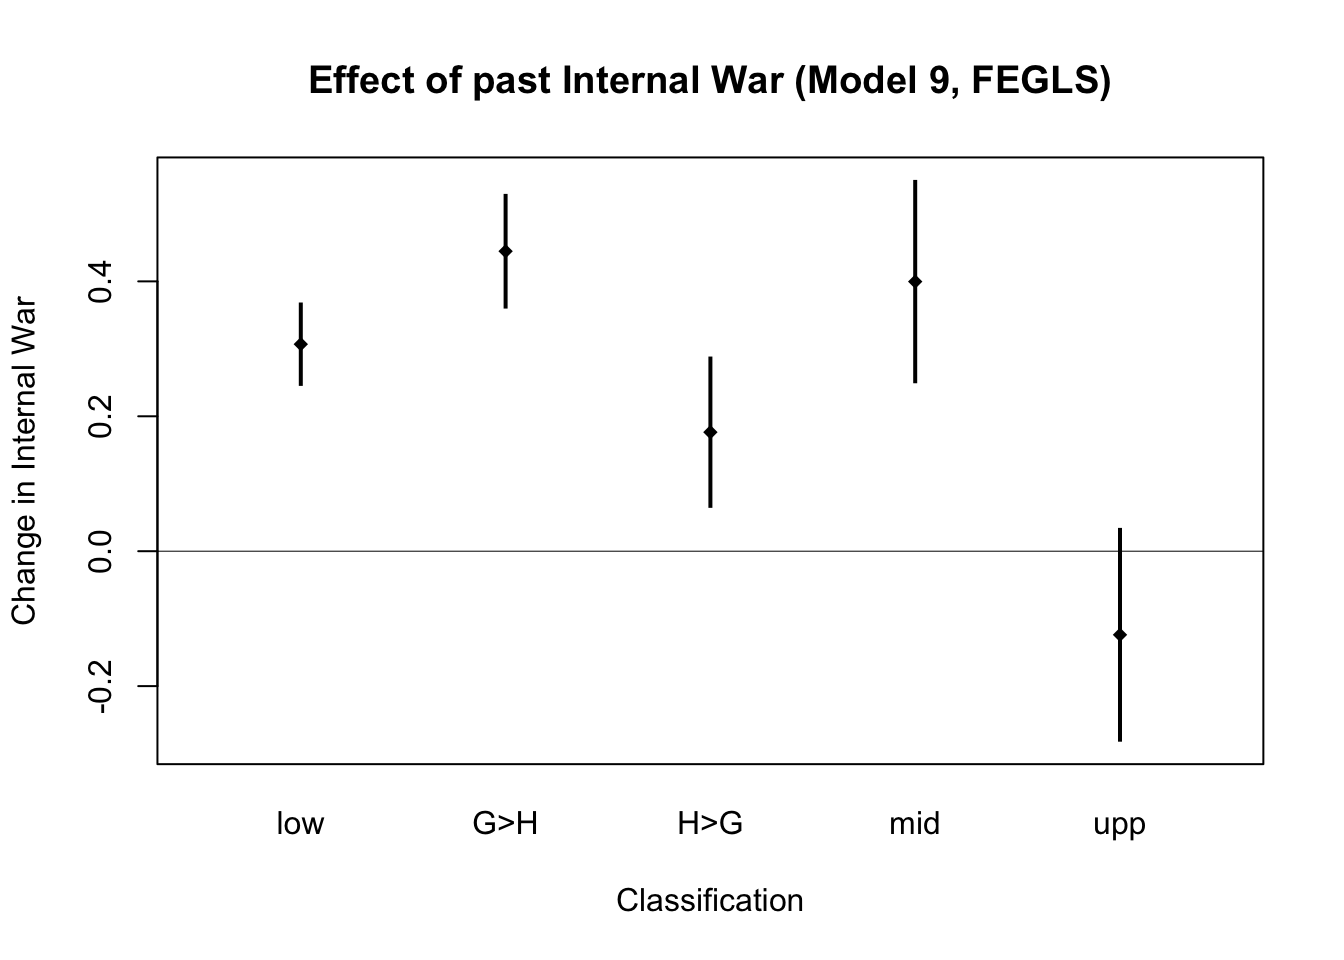 Effect of past Internal War (Model 9, FEGLS)
Change in Internal War
0.4
0.2
0.0
-0.2
low G>H H>G mid upp
Classification